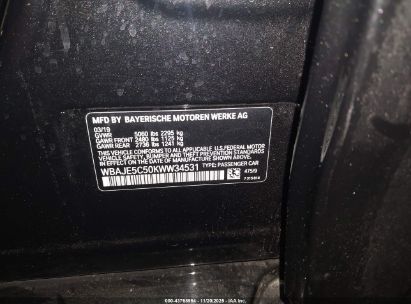 MFD BY BAYERISCHE MOTOREN WERKE AG
03/19
GVWR 5060 lbs 2295 kg
GAWR FRONT 2480 lbs 1125 kg
GAWR REAR 2736 lbs 1241 kg
THIS VEHICLE CONFORMS TO ALL APPLICABLE U.S. FEDERAL MOTOR
VEHICLE SAFETY, BUMPER, AND THEFT PREVENTION STANDARDS
IN EFFECT ON THE DATE OF MANUFACTURE SHOWN ABOVE.
WBAJE5C50KWW34531 TYPE: PASSENGER CAR
475/9